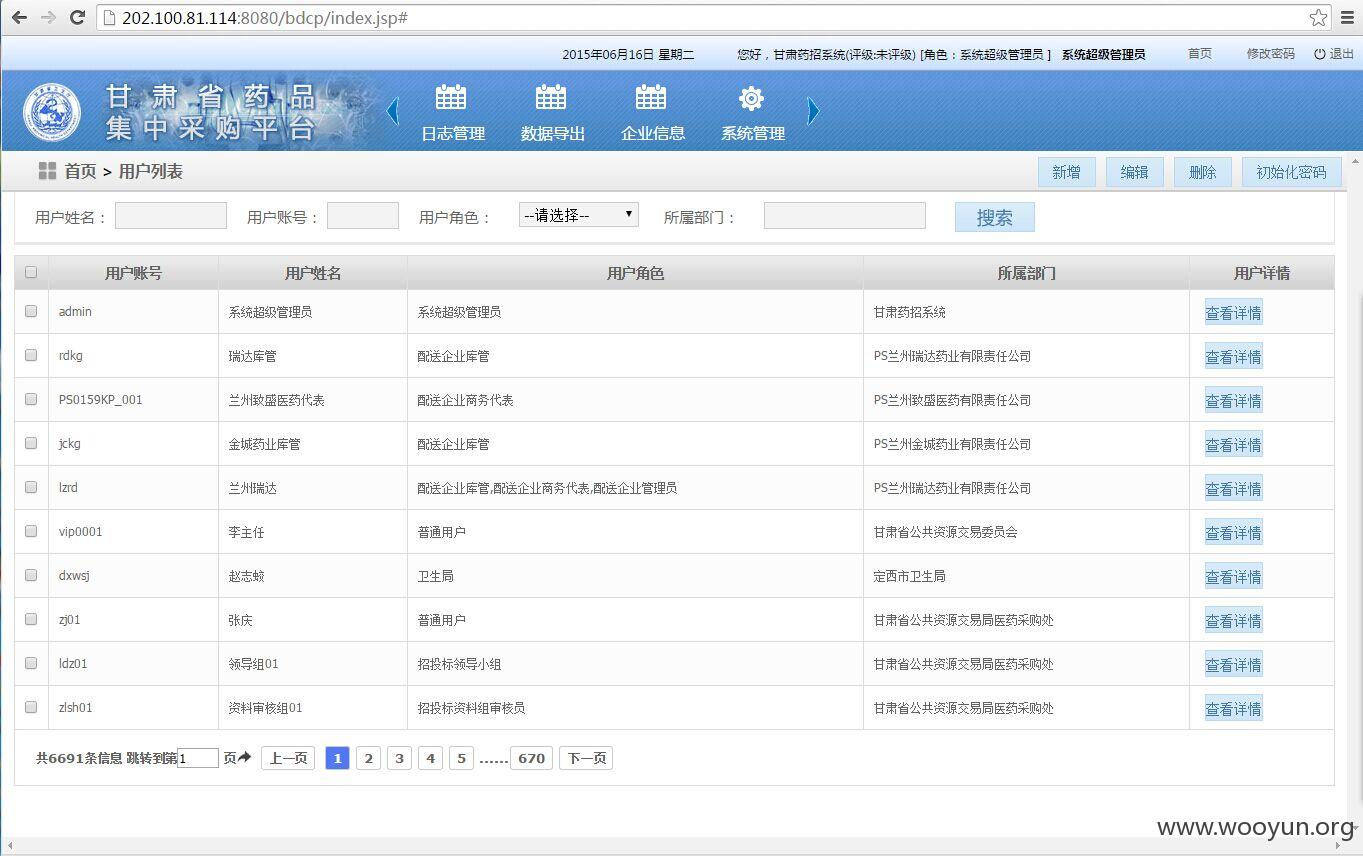 202.100.81.114:8080/bdcp/index.jsp#
2015年06月16日 星期二 您好，甘肃药招系统(评级:未评级) [角色：系统超级管理员 ] 系统超级管理员 首页 修改密码 退出
甘肃省药品
集中采购平台
日志管理 数据导出 企业信息 系统管理
首页 > 用户列表 新增 编辑 删除 初始化密码
用户姓名： 用户账号： 用户角色： --请选择-- 所属部门： 搜索
用户账号 用户姓名 用户角色 所属部门 用户详情
admin 系统超级管理员 系统超级管理员 甘肃药招系统 查看详情
rdkg 瑞达库管 配送企业库管 PS兰州瑞达药业有限责任公司 查看详情
PS0159KP_001 兰州致盛医药代表 配送企业商务代表 PS兰州致盛医药有限责任公司 查看详情
jckg 金城药业库管 配送企业库管 PS兰州金城药业有限责任公司 查看详情
lzrd 兰州瑞达 配送企业库管,配送企业商务代表,配送企业管理员 PS兰州瑞达药业有限责任公司 查看详情
vip0001 李主任 普通用户 甘肃省公共资源交易委员会 查看详情
dxwsj 赵志蛟 卫生局 定西市卫生局 查看详情
zj01 张庆 普通用户 甘肃省公共资源交易局医药采购处 查看详情
ldz01 领导组01 招投标领导小组 甘肃省公共资源交易局医药采购处 查看详情
zlsh01 资料审核组01 招投标资料组审核员 甘肃省公共资源交易局医药采购处 查看详情
共6691条信息 跳转到第1 页 上一页 1 2 3 4 5 ...... 670 下一页
www.wooyun.org